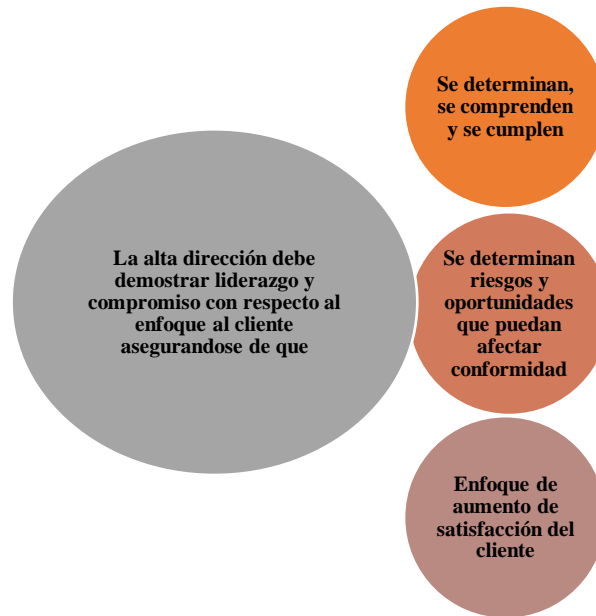 La alta dirección debe
demostrar liderazgo y
compromiso con respecto al
enfoque al cliente
asegurandose de que
Se determinan,
se comprenden
y se cumplen
Se determinan
riesgos y
oportunidades
que puedan
afectar
conformidad
Enfoque de
aumento de
satisfacción del
cliente